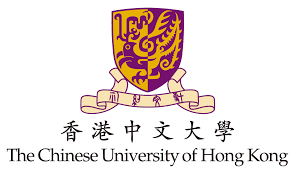 香港中文大學
The Chinese University of Hong Kong